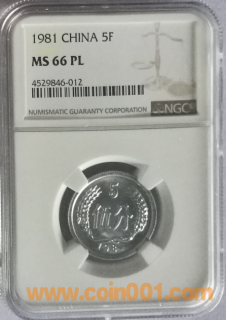 1981 CHINA 5F
MS 66 PL
4529846-012
NUMISMATIC GUARANTY CORPORATION
NGC
5
伍分
www.coin001.com